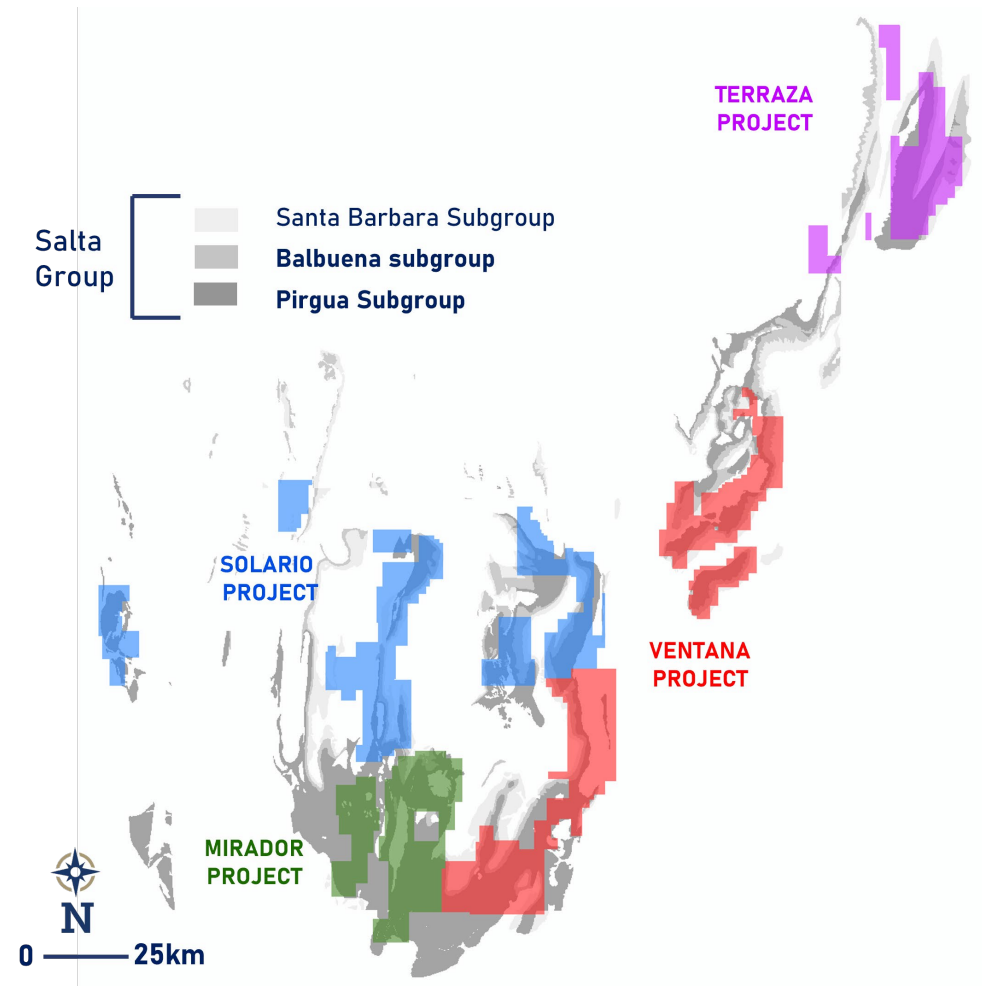 TERRAZA
PROJECT
Salta
Group
Santa Barbara Subgroup
Balbuena subgroup
Pirgua Subgroup
SOLARIO
PROJECT
VENTANA
PROJECT
MIRADOR
PROJECT
N
0 25km